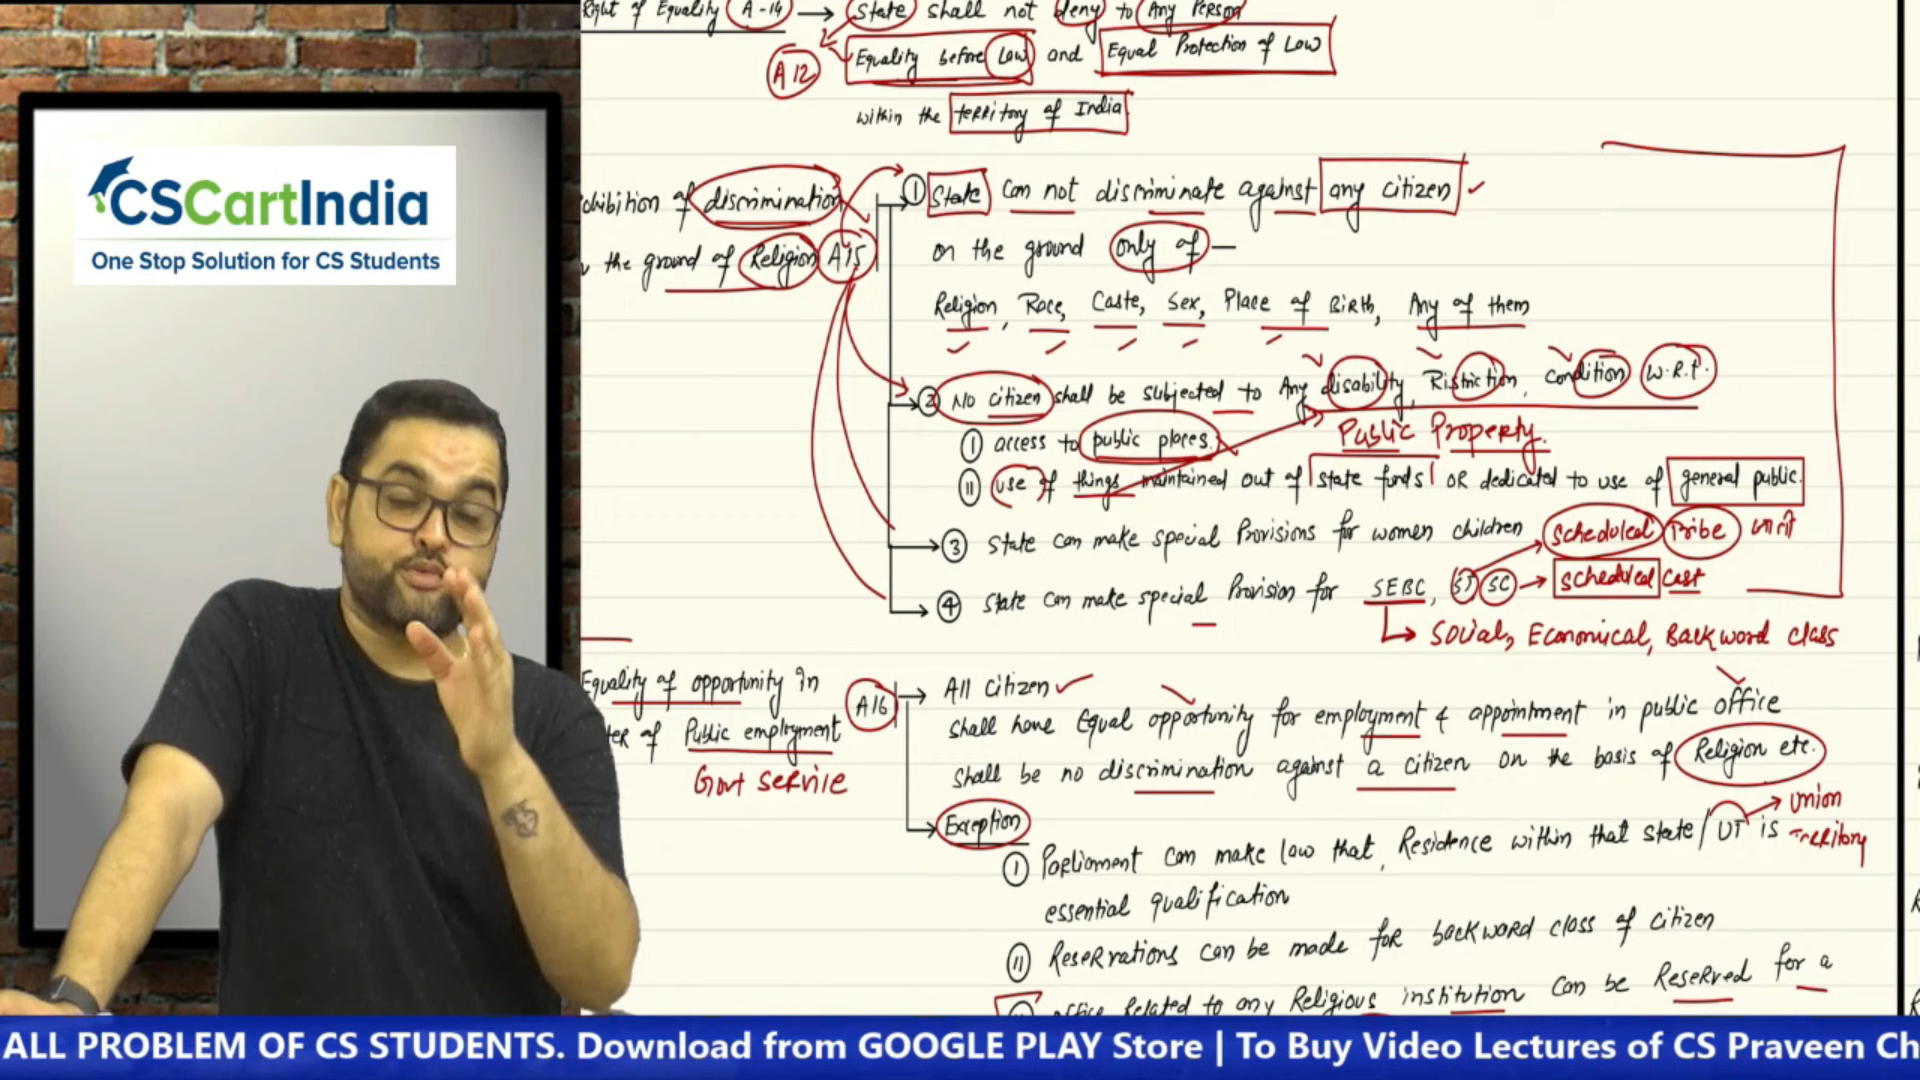 CSCartIndia
One Stop Solution for CS Students
Right of Equality A-14 → State shall not deny to Any Person
A 12 Equality before Law and Equal Protection of Law
within the territory of India
ohibition of discrimination
the ground of Religion A15
① State can not discriminate against any citizen
on the ground only of —
Religion, Race, Caste, Sex, Place of Birth, Any of them
② No citizen shall be subjected to Any disability, Ristriction, condition W.R.t.
Public Property.
① access to public places.
⑪ use of things maintained out of state funds OR dedicated to use of general public.
③ State can make special Provisions for women children Scheduled Tribe
④ State can make special Provision for SEBC, ST SC → Scheduled Cast
Social, Economical, Backword class
Equality of opportunity in
ter of Public employment
Govt Service
A16
All citizen
shall have Equal opportunity for employment & appointment in public office
shall be no discrimination against a citizen on the basis of Religion etc.
Exception
① Parliament can make law that, Residence within that state/UT is
union
Territory
essential qualification
⑪ Reservations can be made for backword class of citizen
office Related to any Religious institution can be Reserved for a
ALL PROBLEM OF CS STUDENTS. Download from GOOGLE PLAY Store | To Buy Video Lectures of CS Praveen Ch